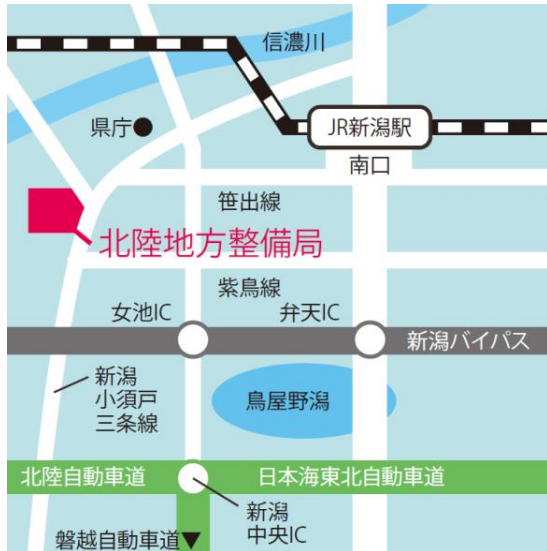 信濃川
県庁
JR新潟駅
南口
笹出線
北陸地方整備局
紫鳥線
女池IC
弁天IC
新潟バイパス
新潟
小須戸
三条線
鳥屋野潟
北陸自動車道
日本海東北自動車道
新潟
中央IC
磐越自動車道▼